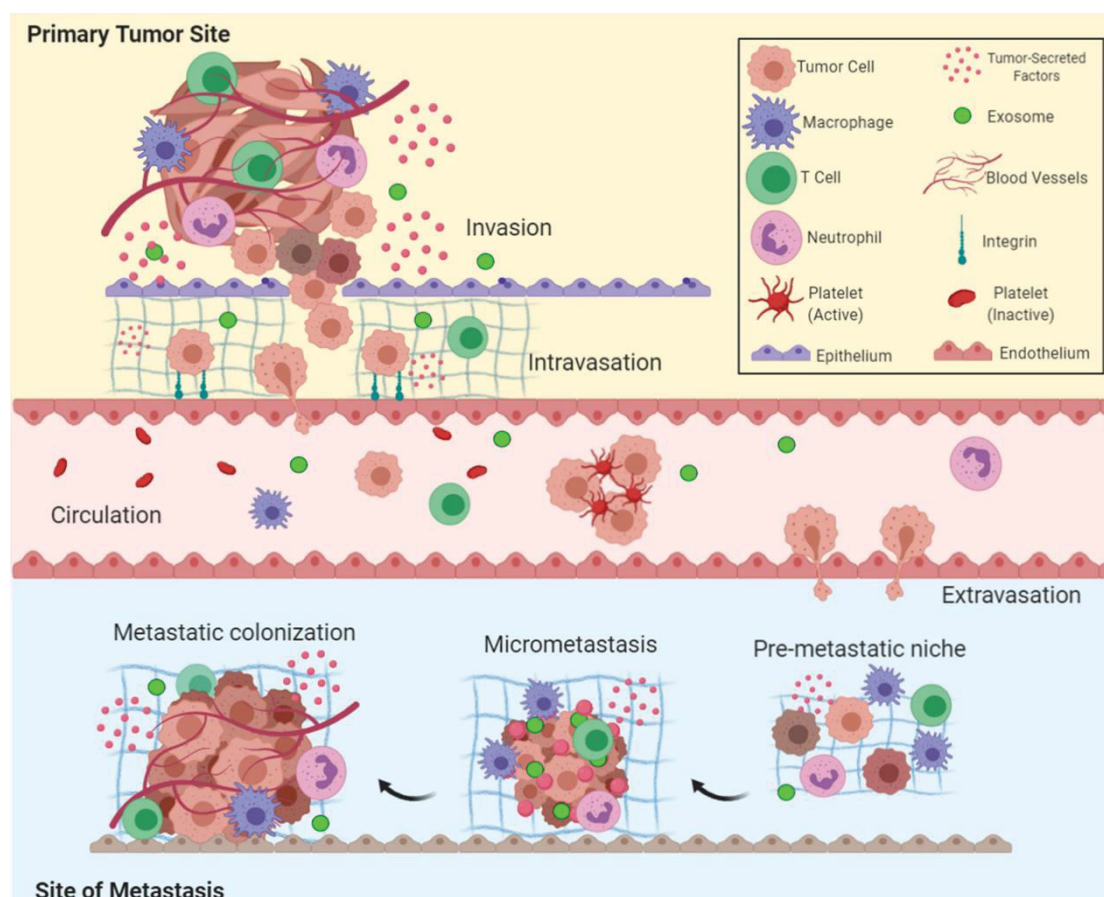 Primary Tumor Site
Tumor Cell
Tumor-Secreted
Factors
Macrophage
Exosome
T Cell
Blood Vessels
Neutrophil
Integrin
Platelet
(Active)
Platelet
(Inactive)
Epithelium
Endothelium
Invasion
Intravasation
Circulation
Extravasation
Metastatic colonization
Micrometastasis
Pre-metastatic niche
Site of Metastasis